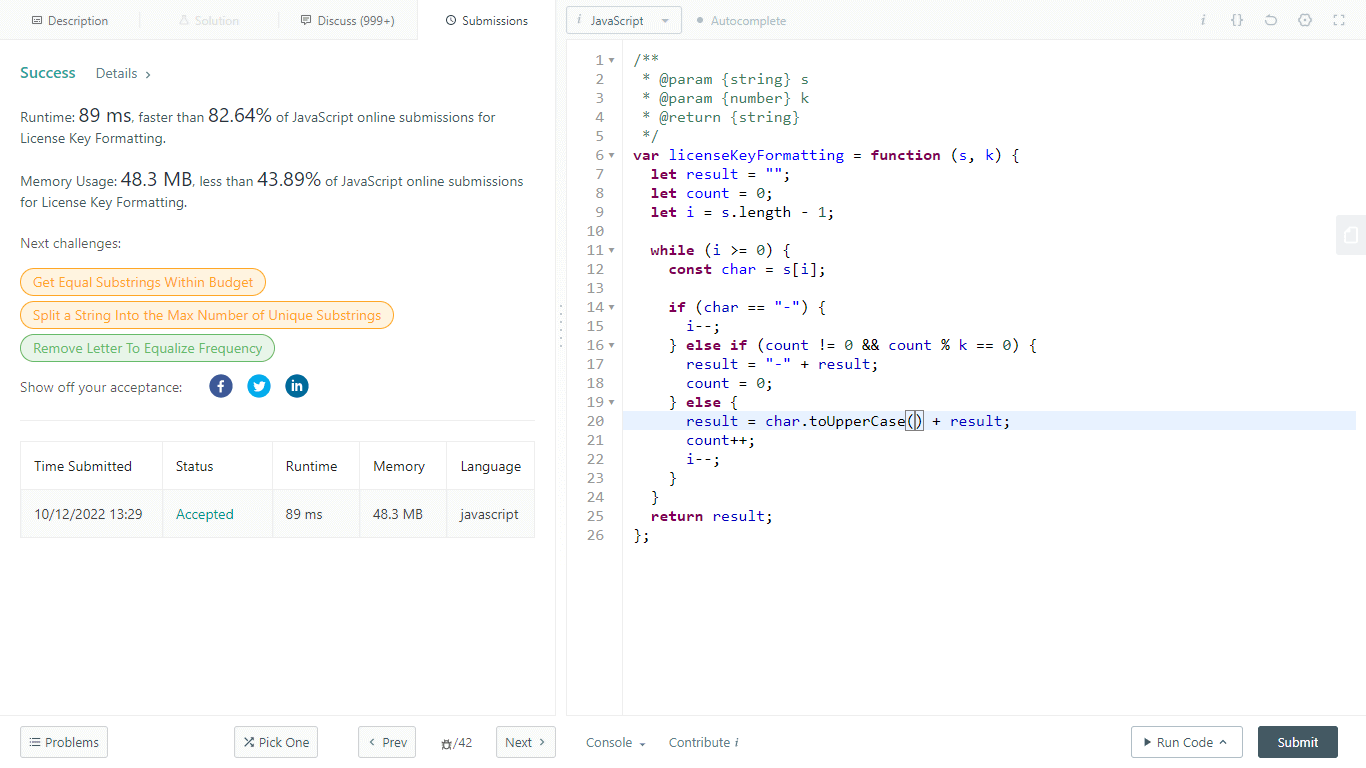 Description
Solution
Discuss (999+)
Submissions
Success Details
Runtime: 89 ms, faster than 82.64% of JavaScript online submissions for
License Key Formatting.
Memory Usage: 48.3 MB, less than 43.89% of JavaScript online submissions
for License Key Formatting.
Next challenges:
Get Equal Substrings Within Budget
Split a String Into the Max Number of Unique Substrings
Remove Letter To Equalize Frequency
Show off your acceptance:
Time Submitted Status Runtime Memory Language
10/12/2022 13:29 Accepted 89 ms 48.3 MB javascript
Problems
Pick One
Prev
/42
Next
i JavaScript
Autocomplete
i {}
1 /**
2  * @param {string} s
3  * @param {number} k
4  * @return {string}
5  */
6 var licenseKeyFormatting = function (s, k) {
7   let result = "";
8   let count = 0;
9   let i = s.length - 1;
10
11   while (i >= 0) {
12     const char = s[i];
13
14     if (char == "-") {
15       i--;
16     } else if (count != 0 && count % k == 0) {
17       result = "-" + result;
18       count = 0;
19     } else {
20       result = char.toUpperCase() + result;
21       count++;
22       i--;
23     }
24   }
25   return result;
26 };
Console
Contribute i
Run Code
Submit